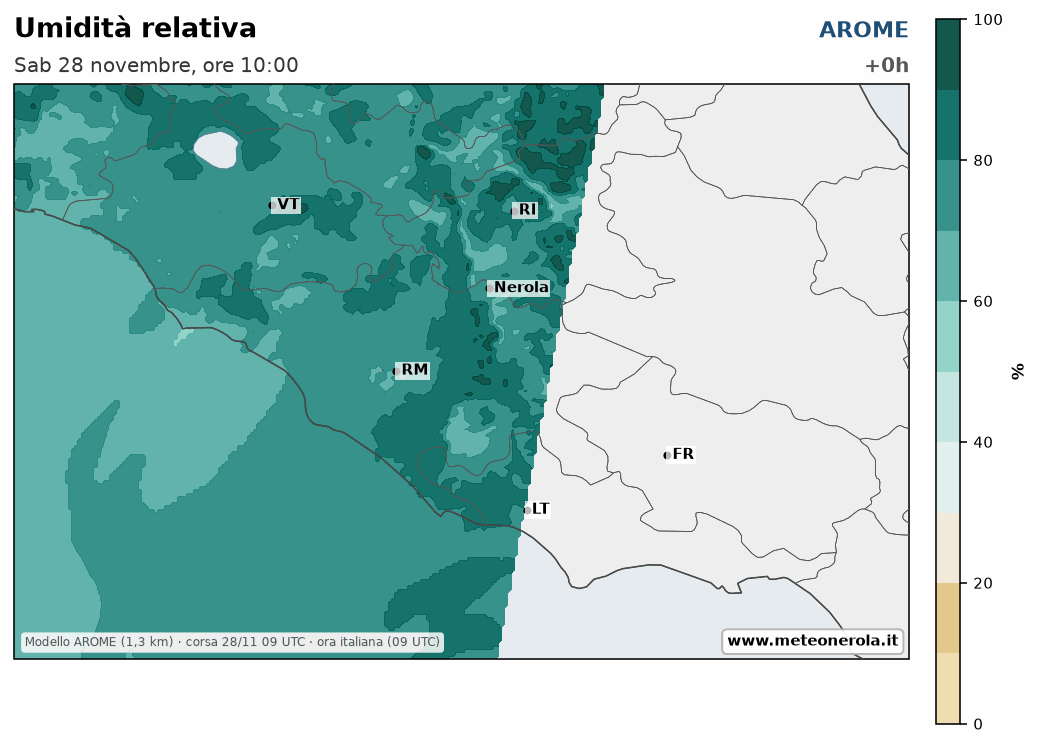 Umidità relativa
AROME
Sab 28 novembre, ore 10:00
+0h
100
80
60
40
20
0
%
VT
RI
Nerola
RM
FR
LT
Modello AROME (1,3 km) · corsa 28/11 09 UTC · ora italiana (09 UTC)
www.meteonerola.it